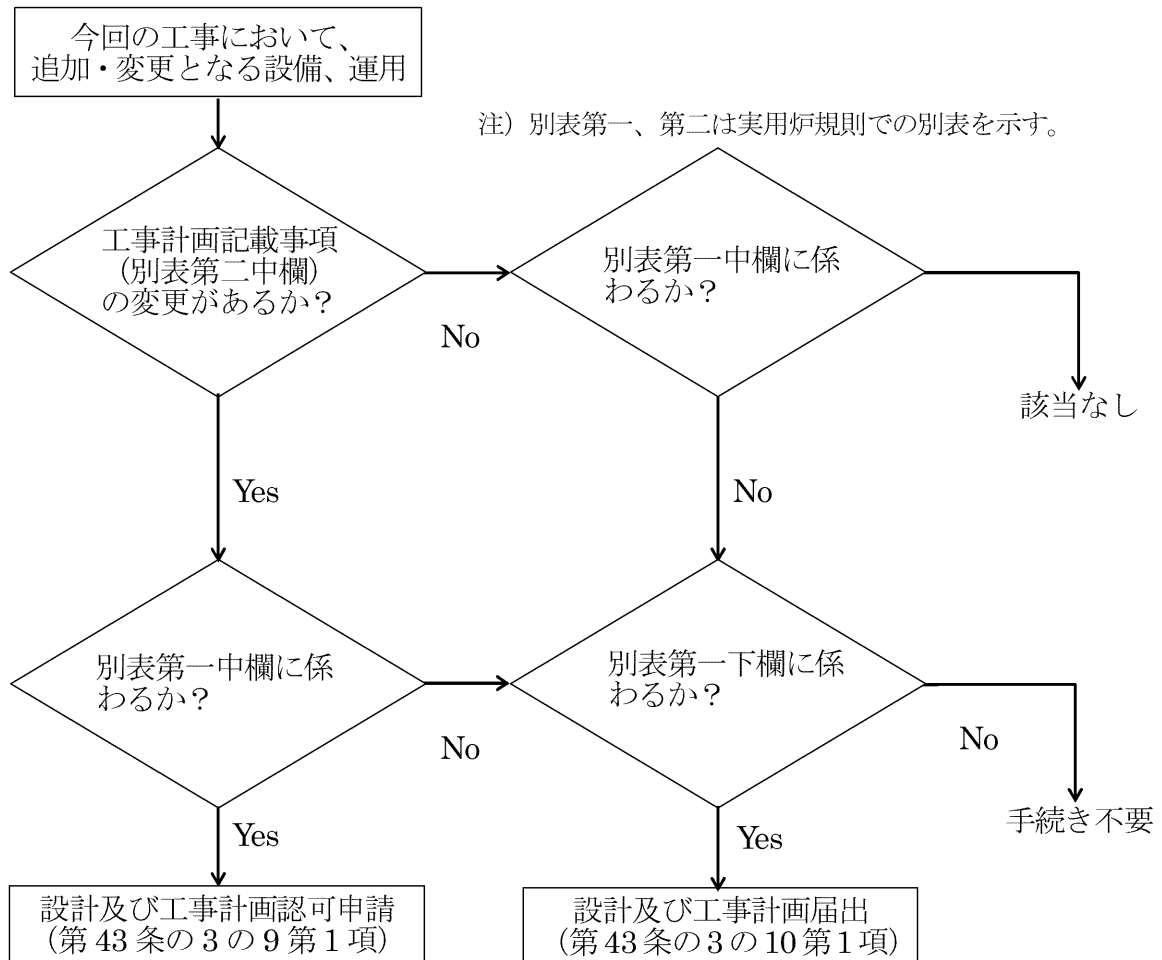 今回の工事において、
追加・変更となる設備、運用
注）別表第一、第二は実用炉規則での別表を示す。
工事計画記載事項
（別表第二中欄）
の変更があるか？
別表第一中欄に係
わるか？
No
該当なし
Yes
No
別表第一中欄に係
わるか？
別表第一下欄に係
わるか？
No
No
手続き不要
Yes
Yes
設計及び工事計画認可申請
（第 43 条の 3 の 9 第 1 項）
設計及び工事計画届出
（第 43 条の 3 の 10 第 1 項）